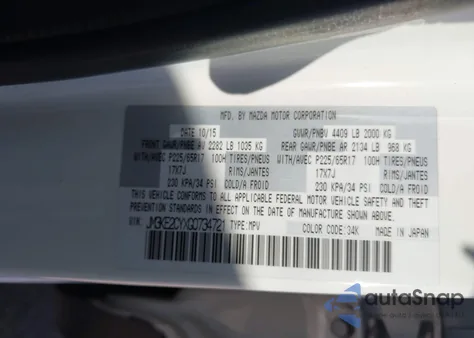 MFD. BY MAZDA MOTOR CORPORATION
DATE 10/15 GVWR/PNBV 4409 LB 2000 KG
FRONT GAWR/PNBE AV 2282 LB 1035 KG REAR GAWR/PNBE AR 2134 LB 968 KG
WITH/AVEC P225/65R17 100H TIRES/PNEUS WITH/AVEC P225/65R17 100H TIRES/PNEUS
17X7J RIMS/JANTES 17X7J RIMS/JANTES
230 KPA/34 PSI COLD/A FROID 230 KPA/34 PSI COLD/A FROID
THIS VEHICLE CONFORMS TO ALL APPLICABLE FEDERAL MOTOR VEHICLE SAFETY AND THEFT
PREVENTION STANDARDS IN EFFECT ON THE DATE OF MANUFACTURE SHOWN ABOVE.
VIN: JM3KE2CYXG0734721 TYPE: MPV COLOR CODE: 34K MADE IN JAPAN
autoSnap